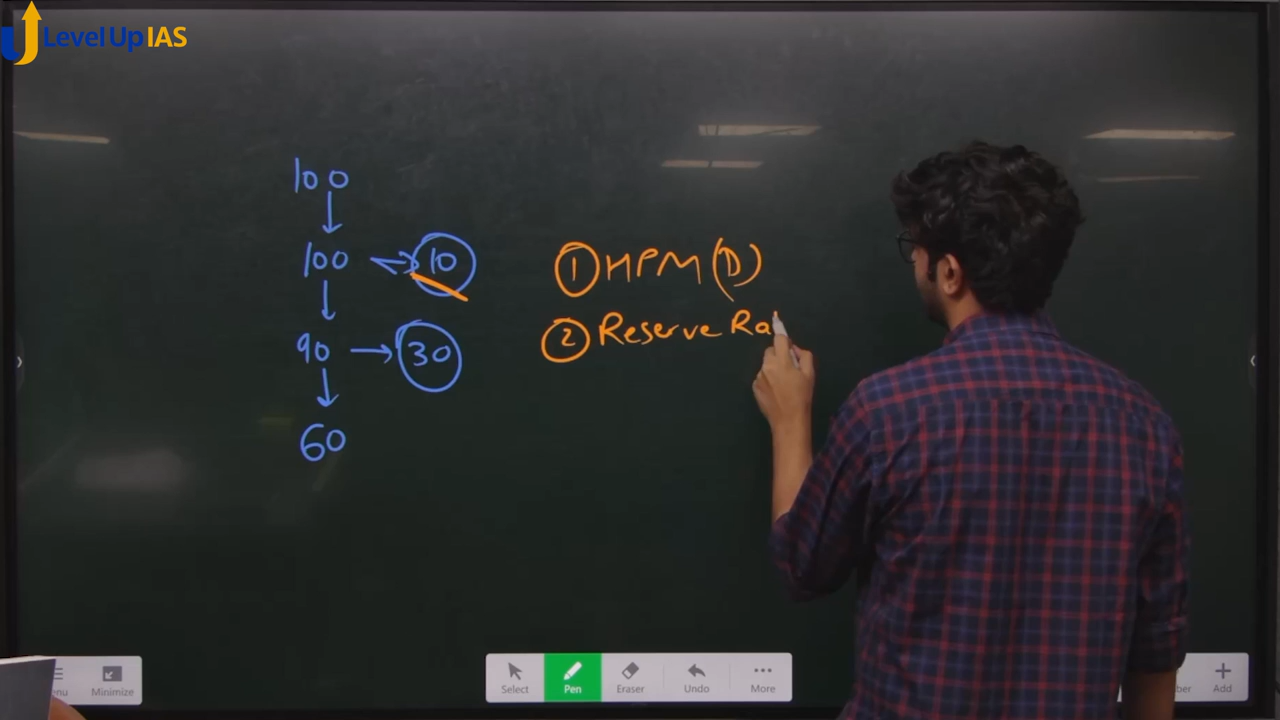 Level Up IAS
100
100 10
90 30
60
1 HPM (D)
2 Reserve Ra
Minimize
Select
Pen
Eraser
Undo
More
Add